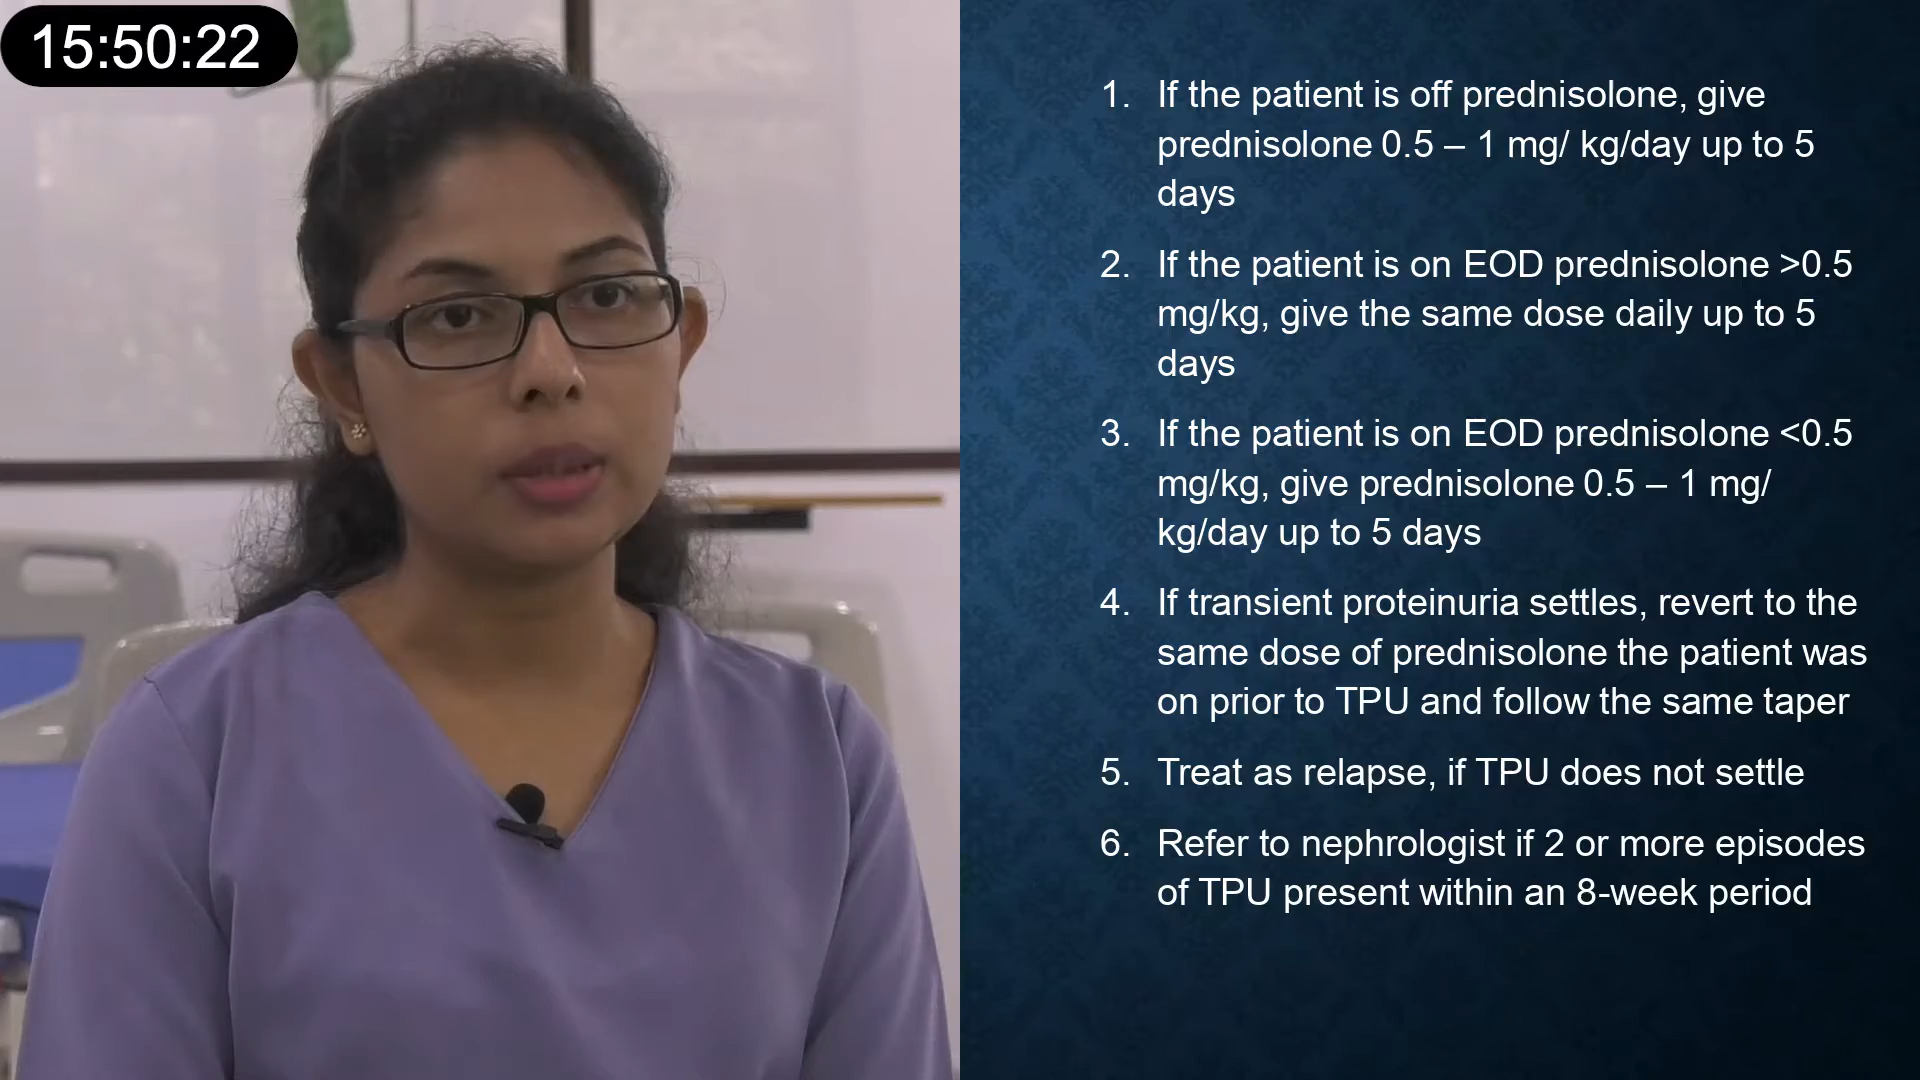 15:50:22
1. If the patient is off prednisolone, give
prednisolone 0.5 – 1 mg/ kg/day up to 5
days
2. If the patient is on EOD prednisolone >0.5
mg/kg, give the same dose daily up to 5
days
3. If the patient is on EOD prednisolone <0.5
mg/kg, give prednisolone 0.5 – 1 mg/
kg/day up to 5 days
4. If transient proteinuria settles, revert to the
same dose of prednisolone the patient was
on prior to TPU and follow the same taper
5. Treat as relapse, if TPU does not settle
6. Refer to nephrologist if 2 or more episodes
of TPU present within an 8-week period